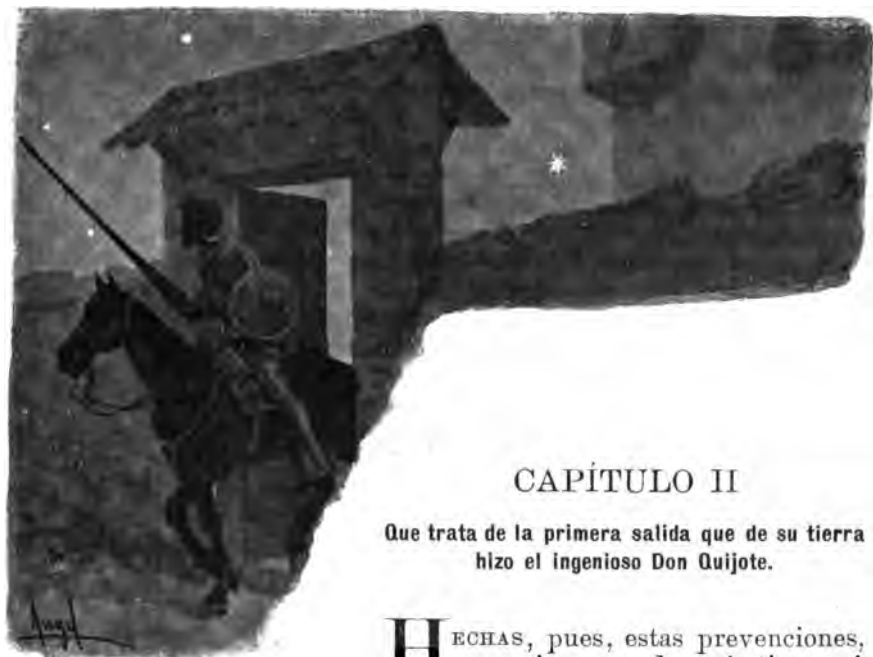 CAPÍTULO II
Que trata de la primera salida que de su tierra
hizo el ingenioso Don Quijote.
Angel
HECHAS, pues, estas prevenciones,